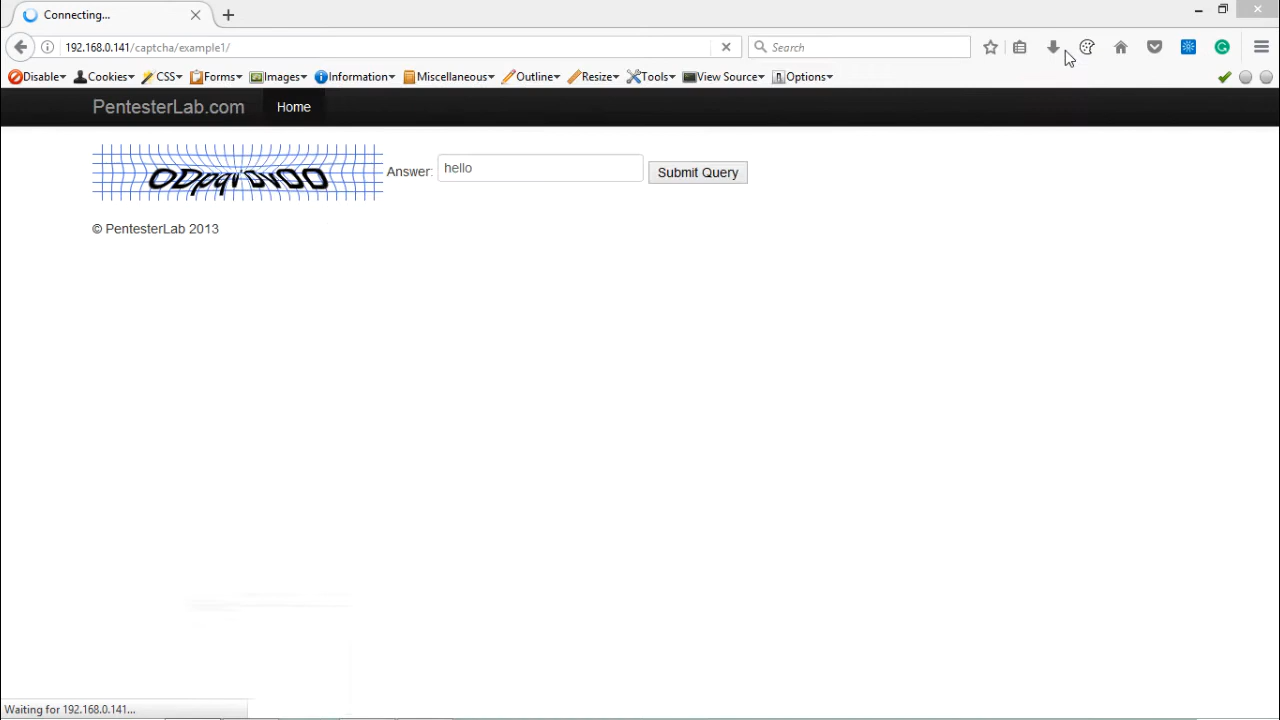 Connecting...
192.168.0.141/captcha/example1/
Search
Disable Cookies CSS Forms Images Information Miscellaneous Outline Resize Tools View Source Options
PentesterLab.com Home
Answer: hello Submit Query
© PentesterLab 2013
Waiting for 192.168.0.141...